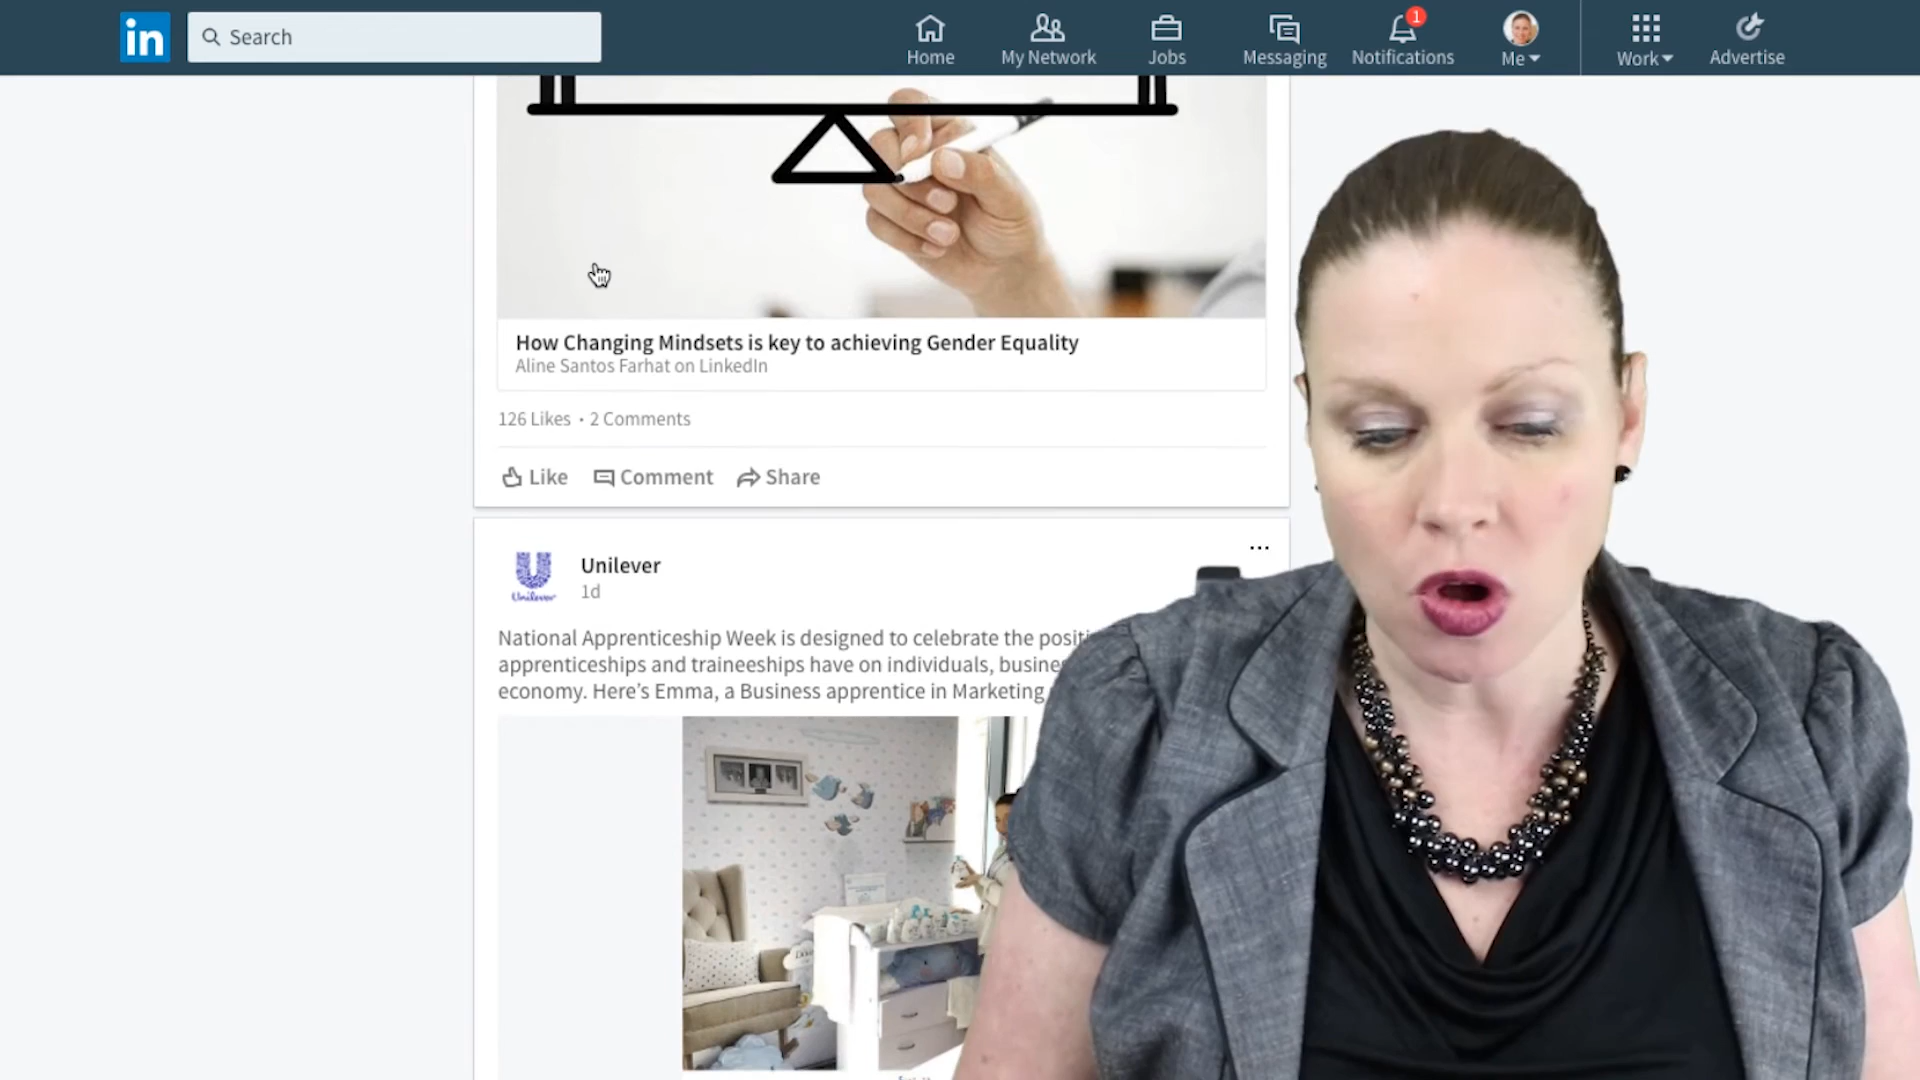 in
Search
Home
My Network
Jobs
Messaging
1
Notifications
Me
Work
Advertise
How Changing Mindsets is key to achieving Gender Equality
Aline Santos Farhat on LinkedIn
126 Likes • 2 Comments
Like
Comment
Share
Unilever
Unilever
1d
National Apprenticeship Week is designed to celebrate the
apprenticeships and traineeships have on individuals,
economy. Here's Emma, a Business apprentice in Marketing